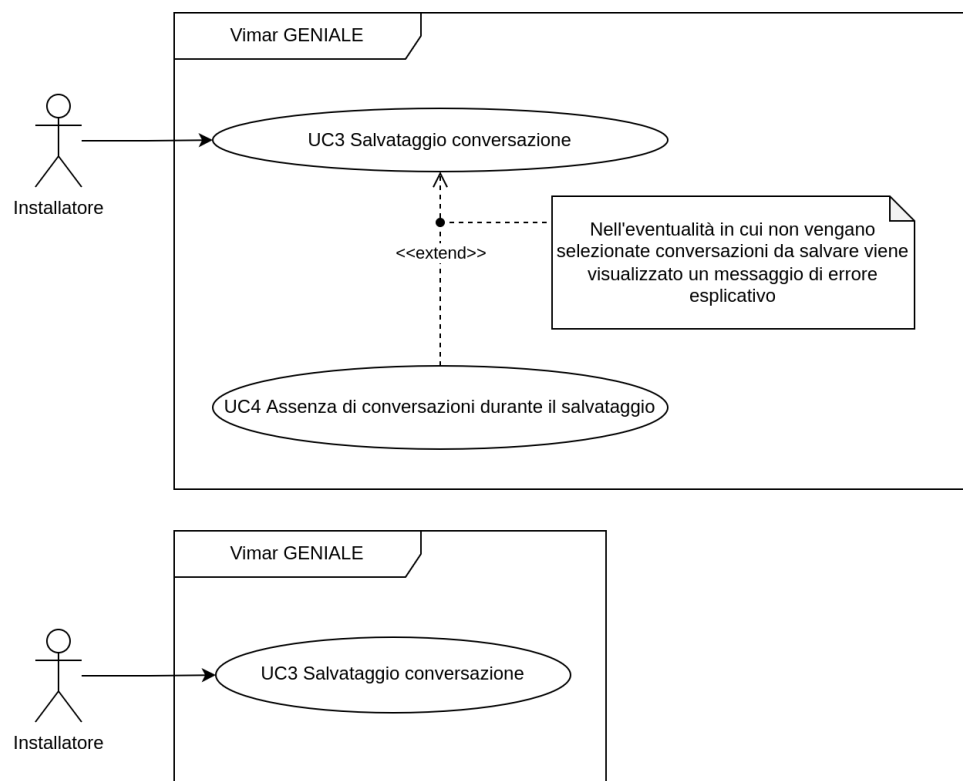 Vimar GENIALE
UC3 Salvataggio conversazione
Installatore
Nell'eventualità in cui non vengano
selezionate conversazioni da salvare viene
visualizzato un messaggio di errore
esplicativo
<<extend>>
UC4 Assenza di conversazioni durante il salvataggio
Vimar GENIALE
UC3 Salvataggio conversazione
Installatore